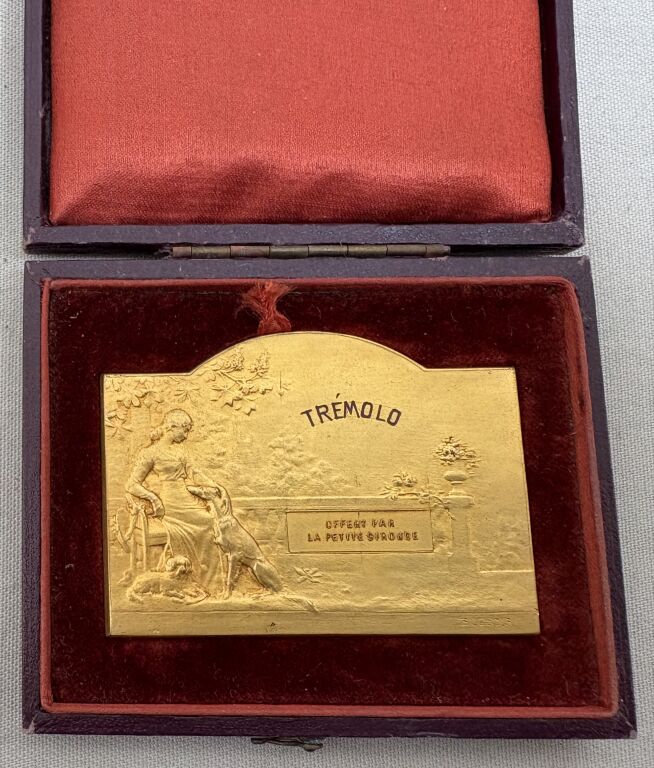 TRÉMOLO
OFFERT PAR
LA PETITE GIRONDE